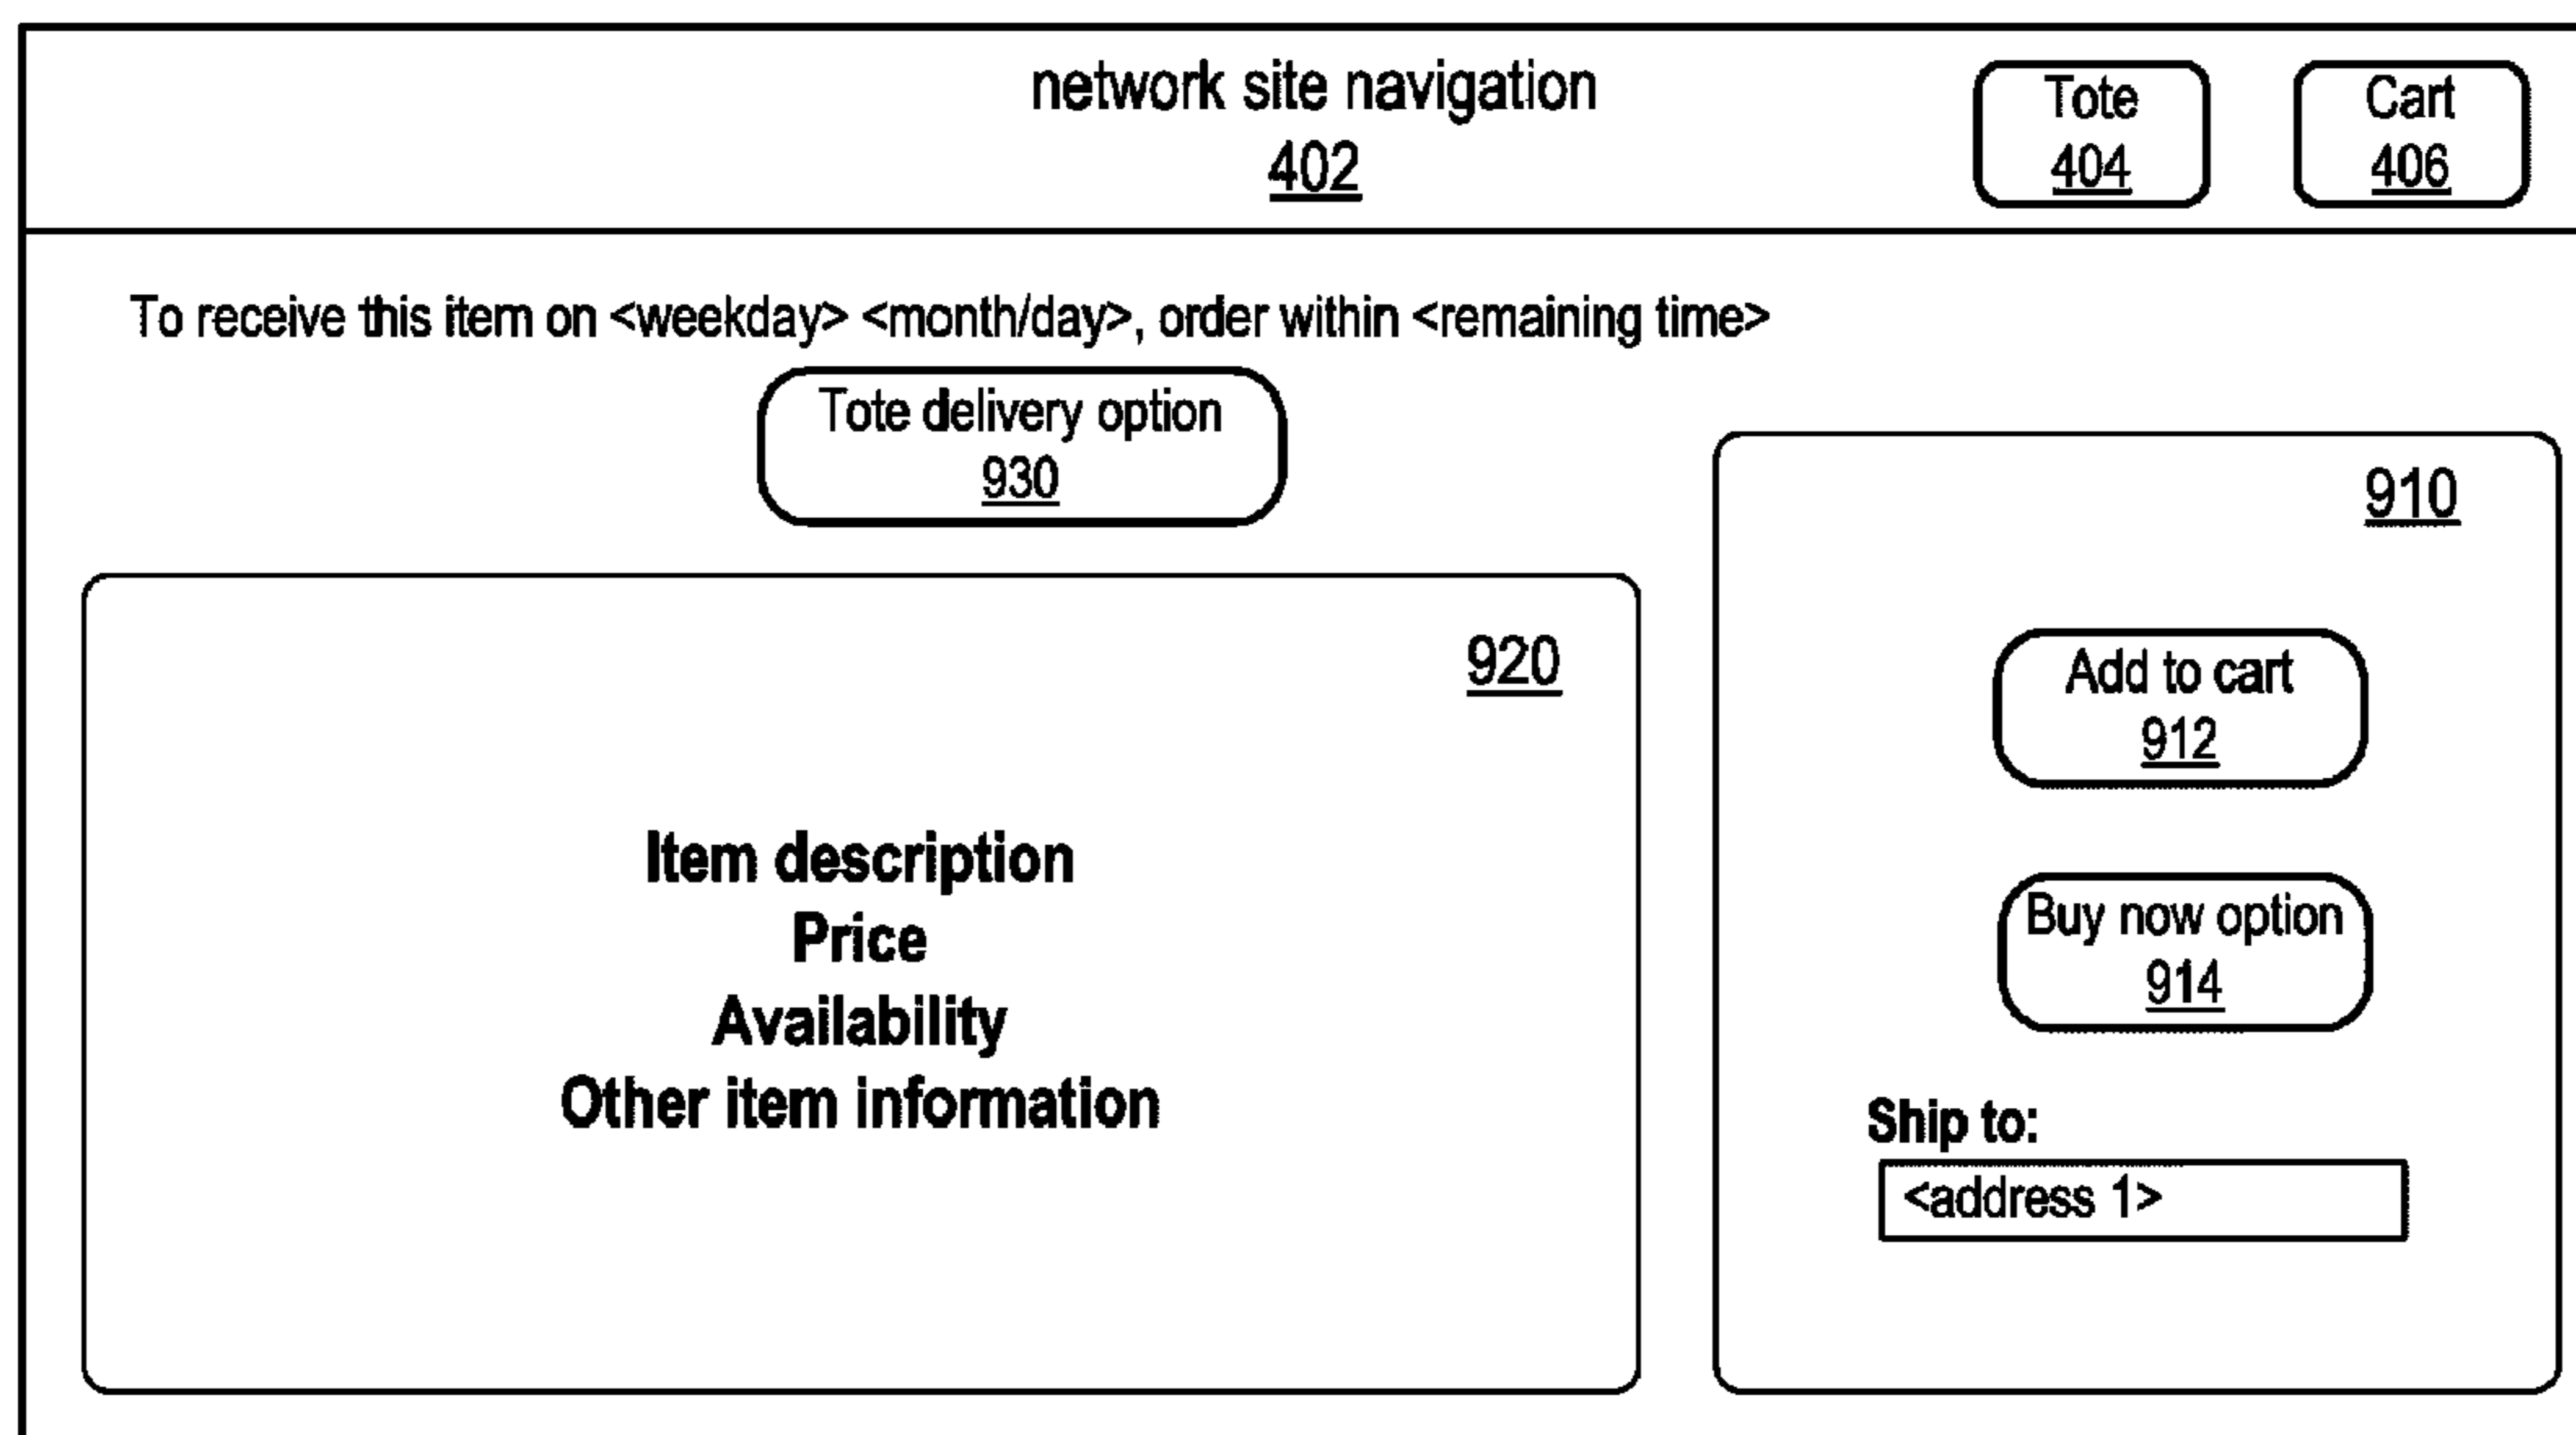 network site navigation
402
Tote
404
Cart
406
To receive this item on <weekday> <month/day>, order within <remaining time>
Tote delivery option
930
920
Item description
Price
Availability
Other item information
910
Add to cart
912
Buy now option
914
Ship to:
<address 1>